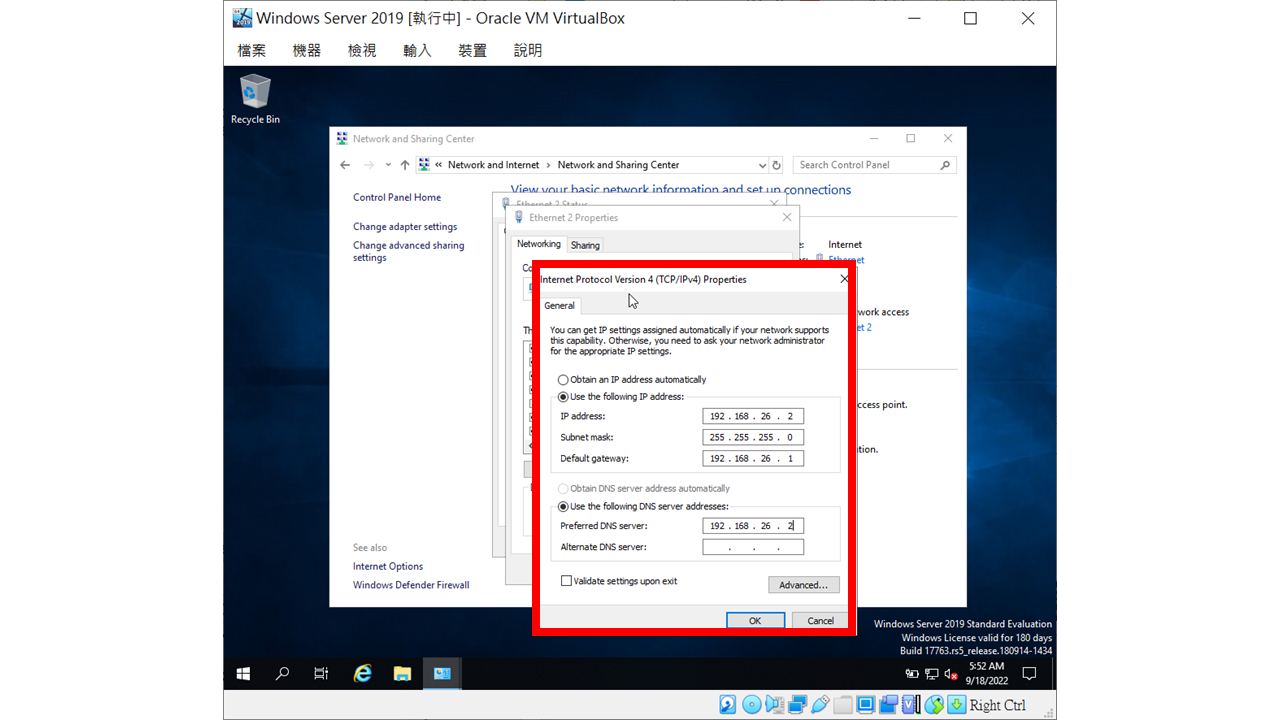 Windows Server 2019 [執行中] - Oracle VM VirtualBox
檔案 機器 檢視 輸入 裝置 說明
Recycle Bin
Network and Sharing Center
« Network and Internet › Network and Sharing Center
Search Control Panel
Control Panel Home
Change adapter settings
Change advanced sharing
settings
View your basic network information and set up connections
Ethernet 2 Status
Ethernet 2 Properties
Networking Sharing
Internet
Ethernet
Internet Protocol Version 4 (TCP/IPv4) Properties
General
You can get IP settings assigned automatically if your network supports
this capability. Otherwise, you need to ask your network administrator
for the appropriate IP settings.
Obtain an IP address automatically
Use the following IP address:
IP address: 192 . 168 . 26 . 2
Subnet mask: 255 . 255 . 255 . 0
Default gateway: 192 . 168 . 26 . 1
Obtain DNS server address automatically
Use the following DNS server addresses:
Preferred DNS server: 192 . 168 . 26 . 2
Alternate DNS server: . . .
Validate settings upon exit
Advanced...
OK Cancel
access
point.
See also
Internet Options
Windows Defender Firewall
Windows Server 2019 Standard Evaluation
Windows License valid for 180 days
Build 17763.rs5_release.180914-1434
5:52 AM
9/18/2022
Right Ctrl